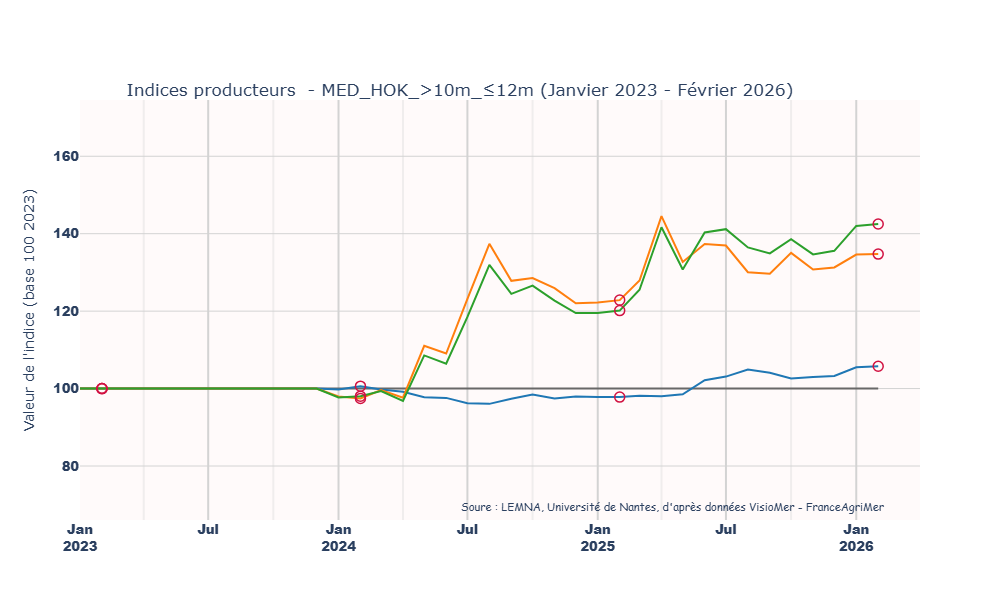 Indices producteurs - MED_HOK_>10m_≤12m (Janvier 2023 - Février 2026)
Valeur de l'indice (base 100 2023)
160
140
120
100
80
Soure : LEMNA, Université de Nantes, d'après données VisioMer - FranceAgriMer
Jan Jul Jan Jul Jan Jul Jan
2023 2024 2025 2026